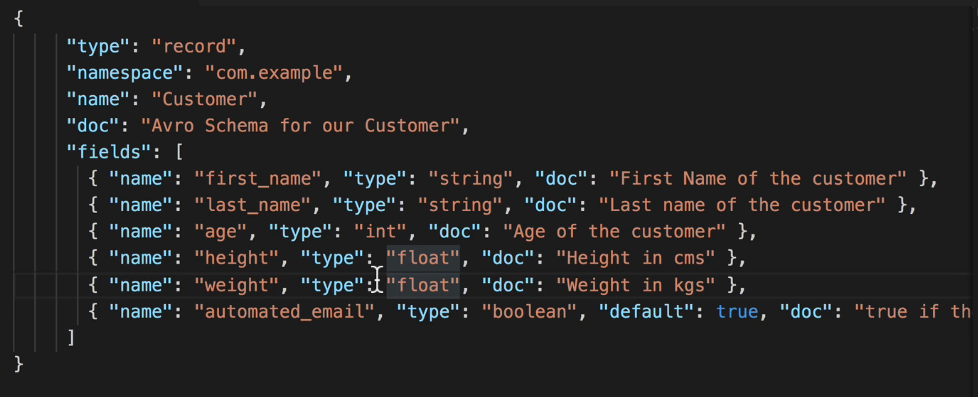 {
"type": "record",
"namespace": "com.example",
"name": "Customer",
"doc": "Avro Schema for our Customer",
"fields": [
{ "name": "first_name", "type": "string", "doc": "First Name of the customer" },
{ "name": "last_name", "type": "string", "doc": "Last name of the customer" },
{ "name": "age", "type": "int", "doc": "Age of the customer" },
{ "name": "height", "type": "float", "doc": "Height in cms" },
{ "name": "weight", "type": "float", "doc": "Weight in kgs" },
{ "name": "automated_email", "type": "boolean", "default": true, "doc": "true if th
]
}